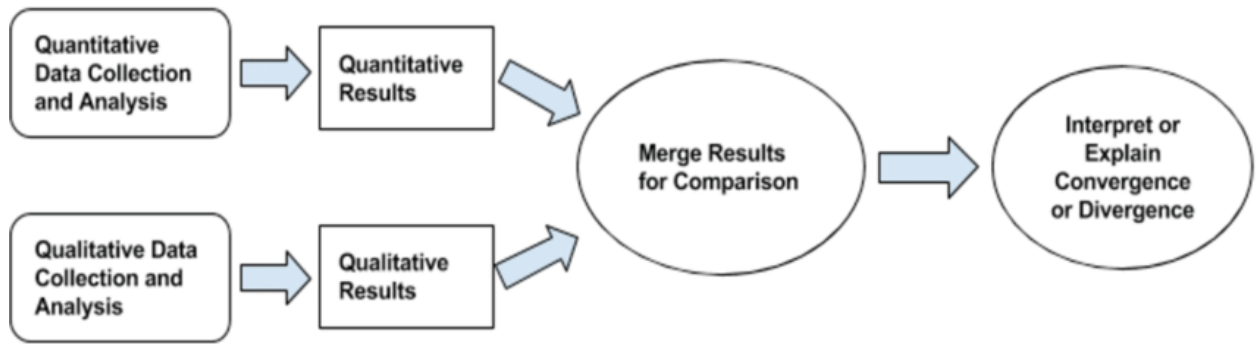 Quantitative
Data Collection
and Analysis
Quantitative
Results
Qualitative Data
Collection and
Analysis
Qualitative
Results
Merge Results
for Comparison
Interpret or
Explain
Convergence
or Divergence